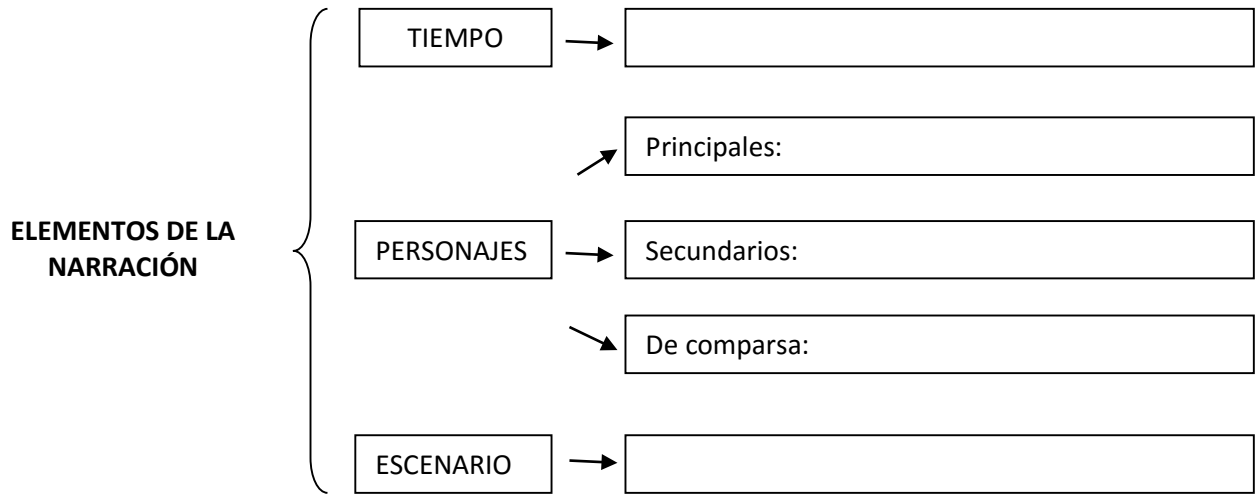 TIEMPO
Principales:
ELEMENTOS DE LA
NARRACIÓN
PERSONAJES
Secundarios:
De comparsa:
ESCENARIO